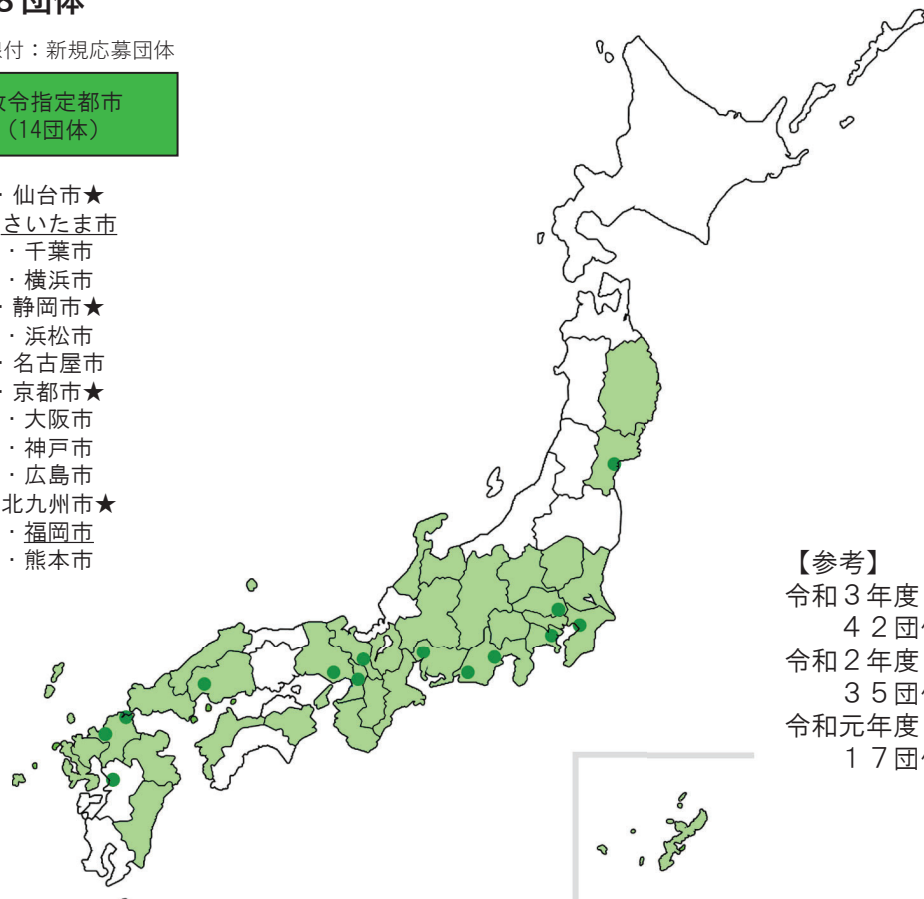 ８団体
線付：新規応募団体
政令指定都市
（14団体）
・仙台市★
さいたま市
・千葉市
・横浜市
・静岡市★
・浜松市
・名古屋市
・京都市★
・大阪市
・神戸市
・広島市
北九州市★
・福岡市
・熊本市
【参考】
令和３年度
４２団体
令和２年度
３５団体
令和元年度
１７団体